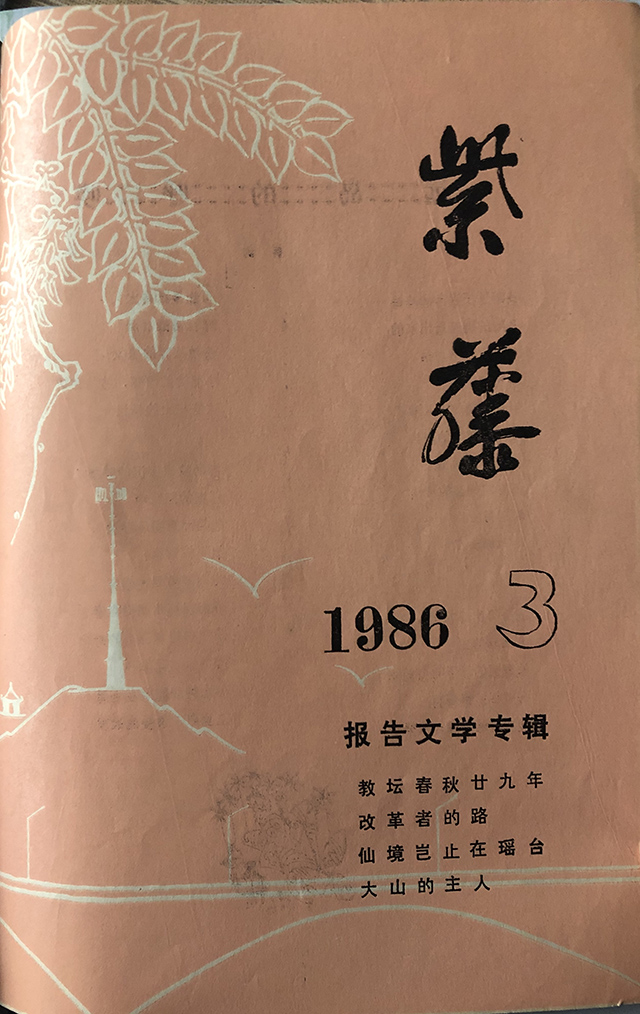 紫藤
1986 3
报告文学专辑
教坛春秋廿九年
改革者的路
仙境岂止在瑶台
大山的主人